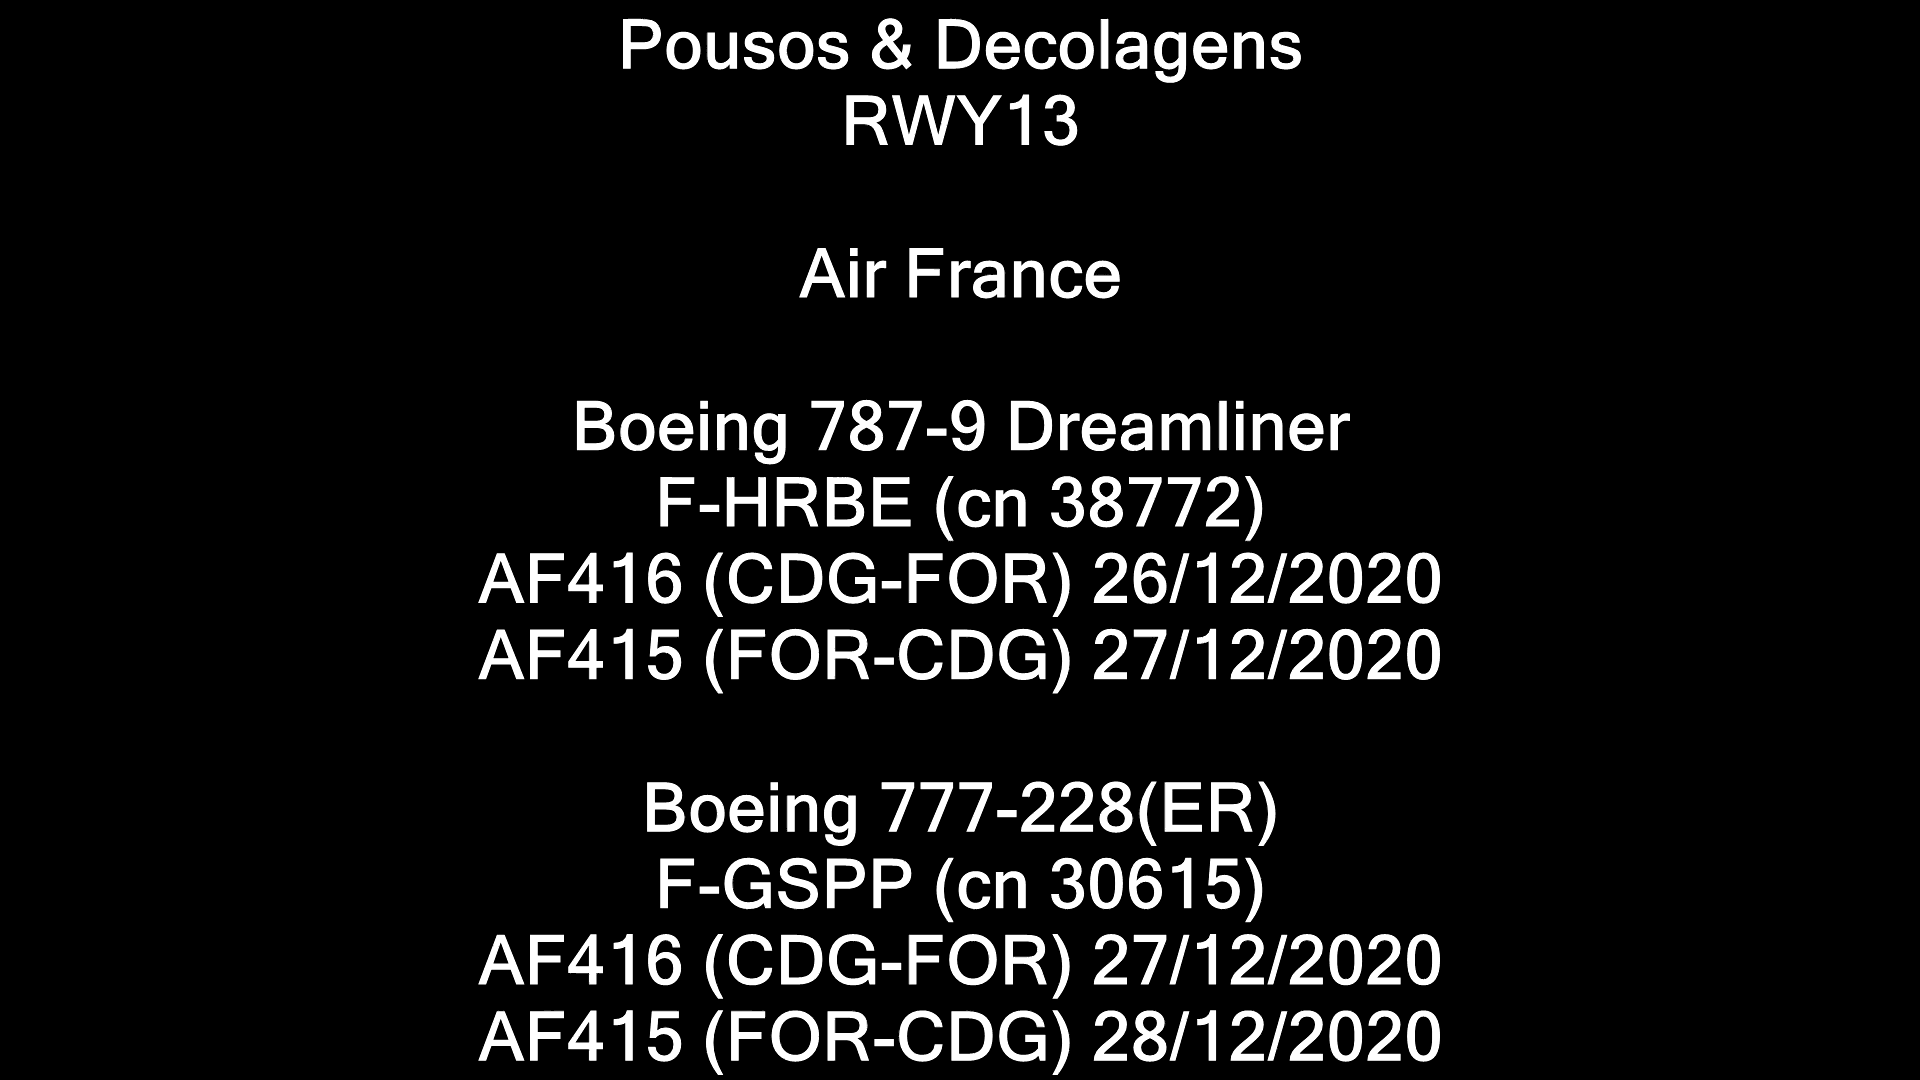 Pousos & Decolagens
RWY13
Air France
Boeing 787-9 Dreamliner
F-HRBE (cn 38772)
AF416 (CDG-FOR) 26/12/2020
AF415 (FOR-CDG) 27/12/2020
Boeing 777-228(ER)
F-GSPP (cn 30615)
AF416 (CDG-FOR) 27/12/2020
AF415 (FOR-CDG) 28/12/2020